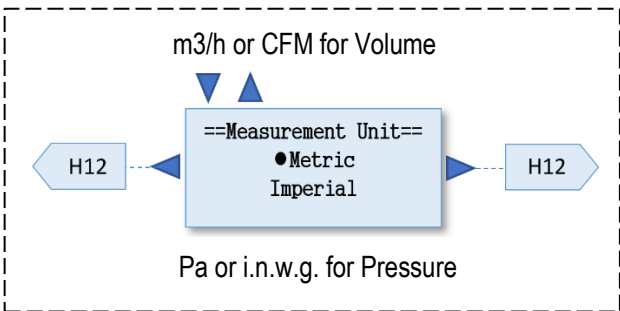 m3/h or CFM for Volume
==Measurement Unit==
H12
●Metric
H12
Imperial
Pa or i.n.w.g. for Pressure